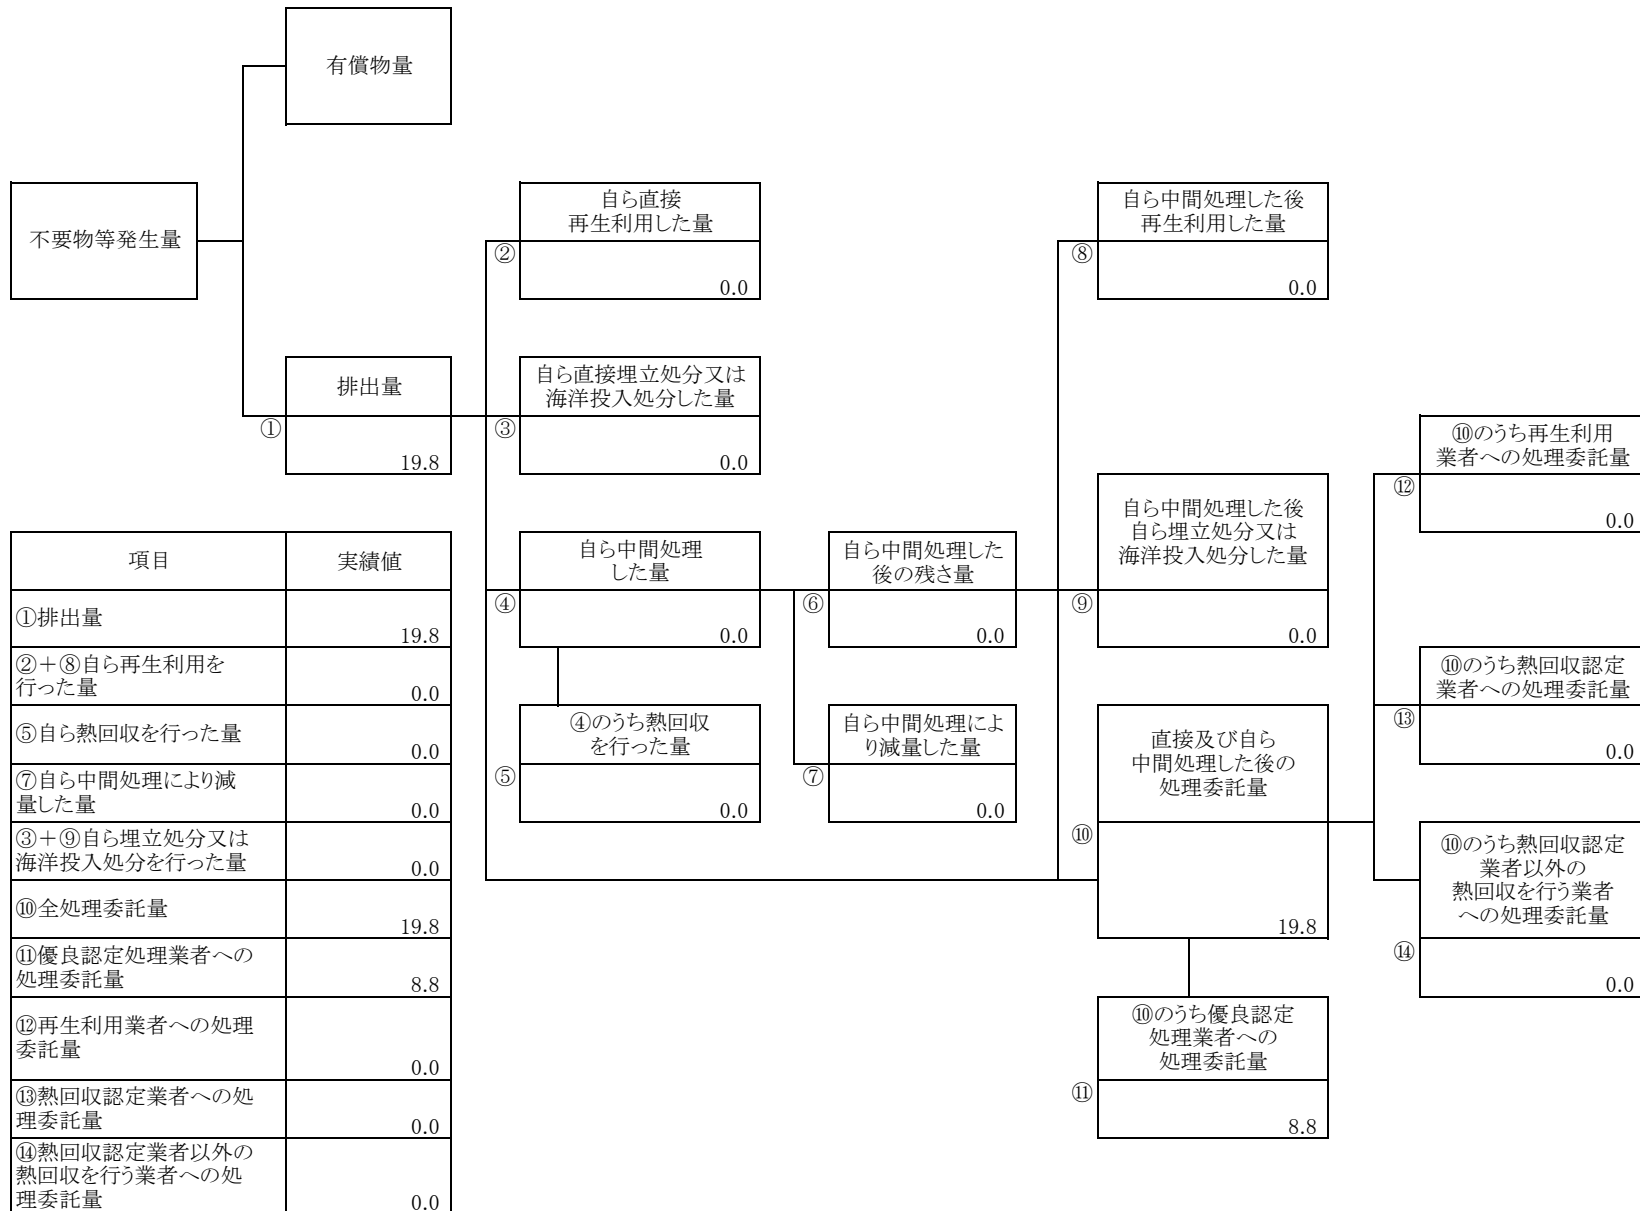 有償物量
不要物等発生量
自ら直接
再生利用した量
②
0.0
自ら中間処理した後
再生利用した量
⑧
0.0
排出量
①
19.8
自ら直接埋立処分又は
海洋投入処分した量
③
0.0
⑩のうち再生利用
業者への処理委託量
⑫
0.0
自ら中間処理
した量
④
0.0
自ら中間処理した
後の残さ量
⑥
0.0
自ら中間処理した後
自ら埋立処分又は
海洋投入処分した量
⑨
0.0
④のうち熱回収
を行った量
⑤
0.0
自ら中間処理によ
り減量した量
⑦
0.0
直接及び自ら
中間処理した後の
処理委託量
⑩
19.8
⑩のうち熱回収認定
業者への処理委託量
⑬
0.0
⑩のうち熱回収認定
業者以外の
熱回収を行う業者
への処理委託量
⑭
0.0
⑩のうち優良認定
処理業者への
処理委託量
⑪
8.8
項目 実績値
①排出量
19.8
②+⑧自ら再生利用を
行った量
0.0
⑤自ら熱回収を行った量
0.0
⑦自ら中間処理により減
量した量
0.0
③+⑨自ら埋立処分又は
海洋投入処分を行った量
0.0
⑩全処理委託量
19.8
⑪優良認定処理業者への
処理委託量
8.8
⑫再生利用業者への処理
委託量
0.0
⑬熱回収認定業者への処
理委託量
0.0
⑭熱回収認定業者以外の
熱回収を行う業者への処
理委託量
0.0